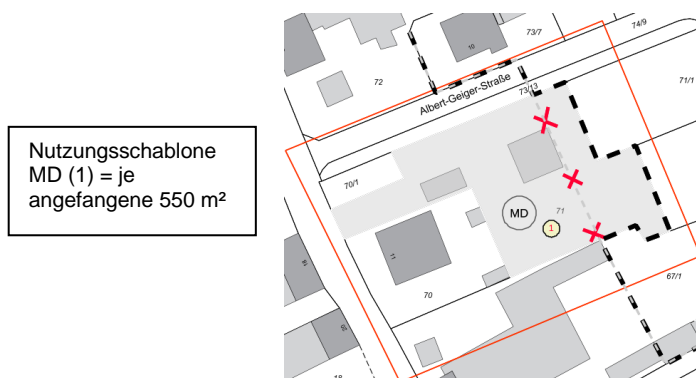 Nutzungsschablone
MD (1) = je
angefangene 550 m²
74/9
73/7
10
72
71/1
73/13
Albert-Geiger-Straße
70/1
MD
71
1
11
67/1
70